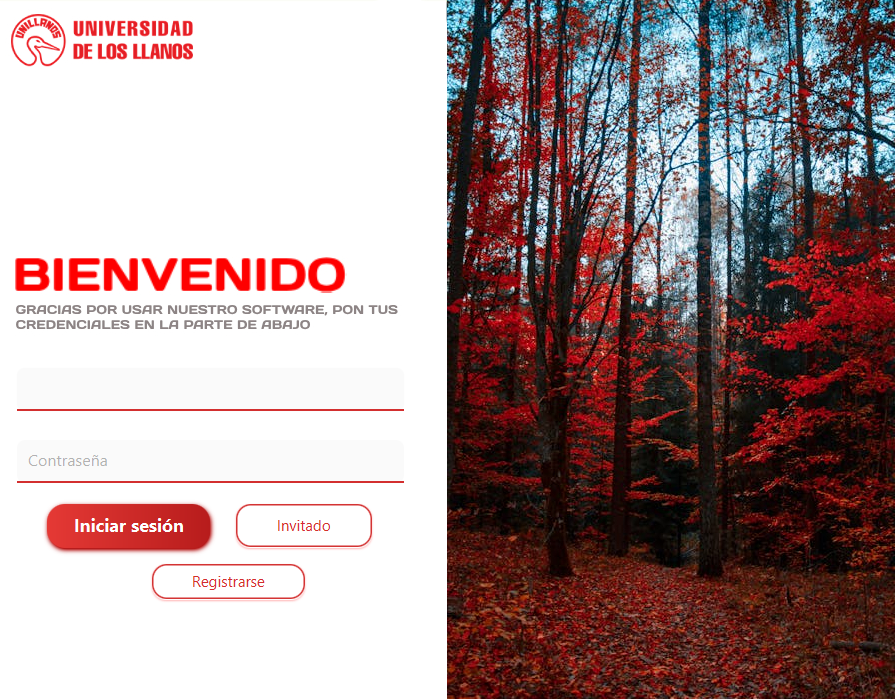 UNILLANOS
UNIVERSIDAD
DE LOS LLANOS
BIENVENIDO
GRACIAS POR USAR NUESTRO SOFTWARE, PON TUS
CREDENCIALES EN LA PARTE DE ABAJO
Contraseña
Iniciar sesión
Invitado
Registrarse